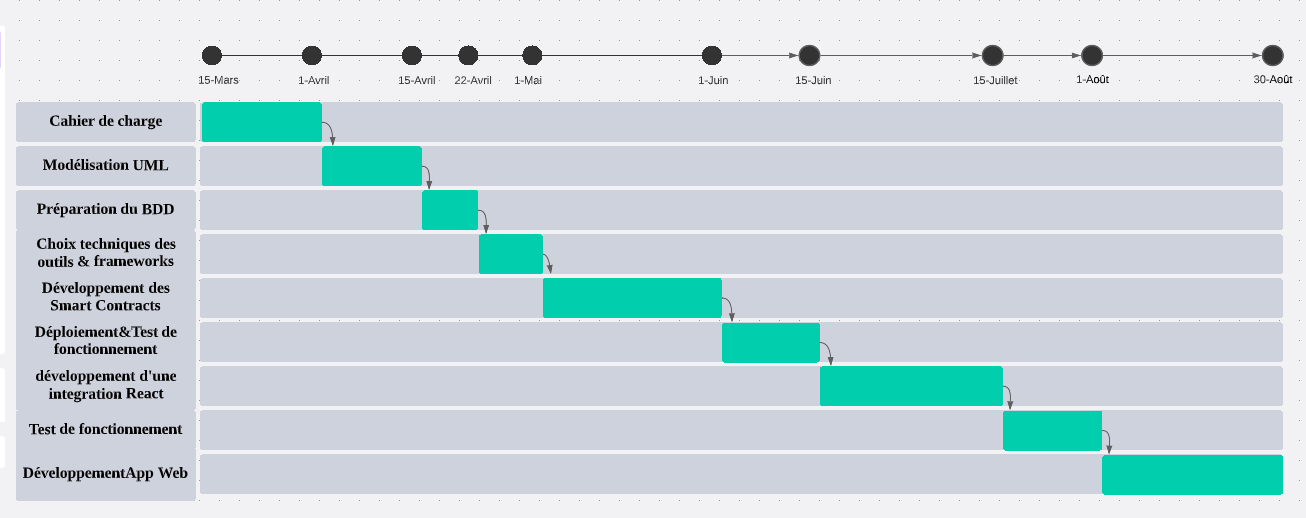 15-Mars 1-Avril 15-Avril 22-Avril 1-Mai 1-Juin 15-Juin 15-Juillet 1-Août 30-Août
Cahier de charge
Modélisation UML
Préparation du BDD
Choix techniques des
outils & frameworks
Développement des
Smart Contracts
Déploiement&Test de
fonctionnement
développement d'une
integration React
Test de fonctionnement
DéveloppementApp Web